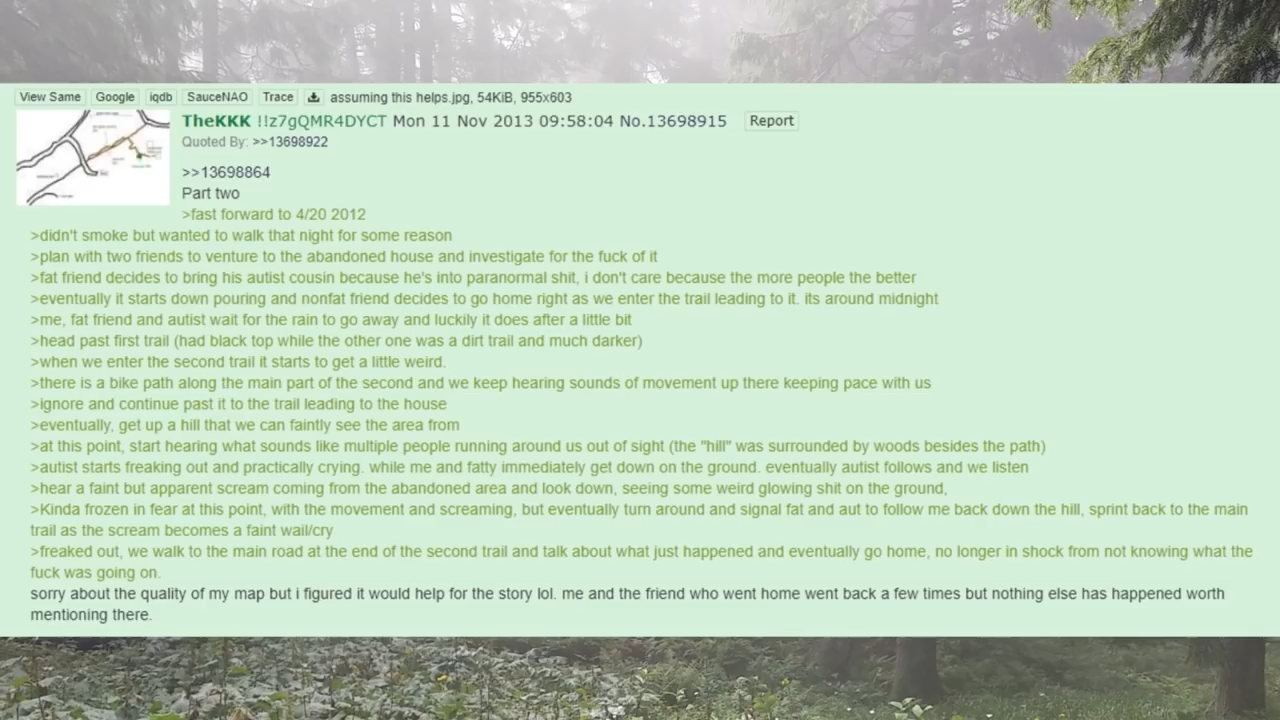 View Same Google iqdb SauceNAO Trace assuming this helps.jpg, 54KiB, 955x603
TheKKK !!z7gQMR4DYCT Mon 11 Nov 2013 09:58:04 No.13698915 Report
Quoted By: >>13698922
>>13698864
Part two
>fast forward to 4/20 2012
>didn't smoke but wanted to walk that night for some reason
>plan with two friends to venture to the abandoned house and investigate for the fuck of it
>fat friend decides to bring his autist cousin because he's into paranormal shit, i don't care because the more people the better
>eventually it starts down pouring and nonfat friend decides to go home right as we enter the trail leading to it. its around midnight
>me, fat friend and autist wait for the rain to go away and luckily it does after a little bit
>head past first trail (had black top while the other one was a dirt trail and much darker)
>when we enter the second trail it starts to get a little weird.
>there is a bike path along the main part of the second and we keep hearing sounds of movement up there keeping pace with us
>ignore and continue past it to the trail leading to the house
>eventually, get up a hill that we can faintly see the area from
>at this point, start hearing what sounds like multiple people running around us out of sight (the "hill" was surrounded by woods besides the path)
>autist starts freaking out and practically crying. while me and fatty immediately get down on the ground. eventually autist follows and we listen
>hear a faint but apparent scream coming from the abandoned area and look down, seeing some weird glowing shit on the ground,
>Kinda frozen in fear at this point, with the movement and screaming, but eventually turn around and signal fat and aut to follow me back down the hill, sprint back to the main
trail as the scream becomes a faint wail/cry
>freaked out, we walk to the main road at the end of the second trail and talk about what just happened and eventually go home, no longer in shock from not knowing what the
fuck was going on.
sorry about the quality of my map but i figured it would help for the story lol. me and the friend who went home went back a few times but nothing else has happened worth
mentioning there.